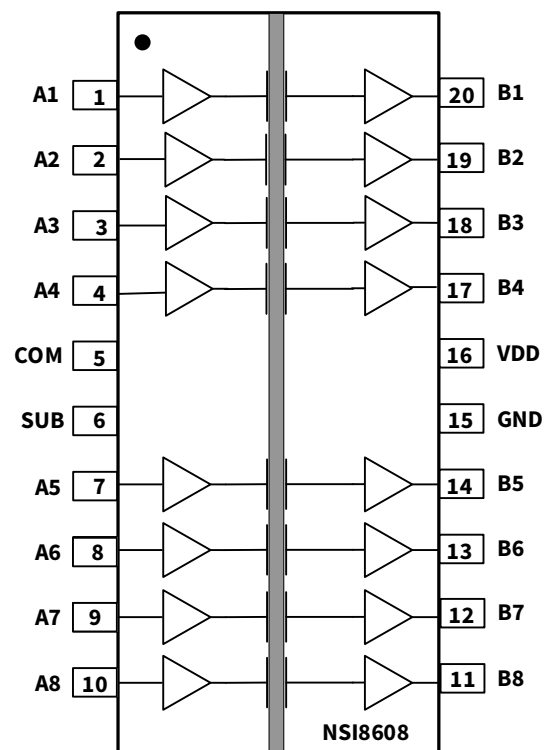 A1 1 20 B1
A2 2 19 B2
A3 3 18 B3
A4 4 17 B4
COM 5 16 VDD
SUB 6 15 GND
A5 7 14 B5
A6 8 13 B6
A7 9 12 B7
A8 10 11 B8
NSI8608